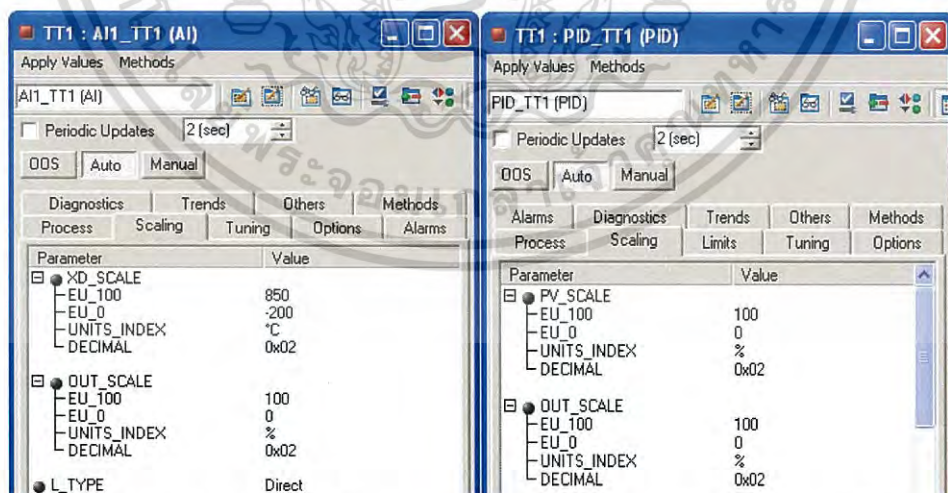 TT1 : AI1_TT1 (AI)
Apply Values Methods
AI1_TT1 (AI)
Periodic Updates 2 (sec)
OOS Auto Manual
Diagnostics Trends Others Methods
Process Scaling Tuning Options Alarms
Parameter Value
XD_SCALE
EU_100 850
EU_0 -200
UNITS_INDEX °C
DECIMAL 0x02
OUT_SCALE
EU_100 100
EU_0 0
UNITS_INDEX %
DECIMAL 0x02
L_TYPE Direct
TT1 : PID_TT1 (PID)
Apply Values Methods
PID_TT1 (PID)
Periodic Updates 2 (sec)
OOS Auto Manual
Alarms Diagnostics Trends Others Methods
Process Scaling Limits Tuning Options
Parameter Value
PV_SCALE
EU_100 100
EU_0 0
UNITS_INDEX %
DECIMAL 0x02
OUT_SCALE
EU_100 100
EU_0 0
UNITS_INDEX %
DECIMAL 0x02